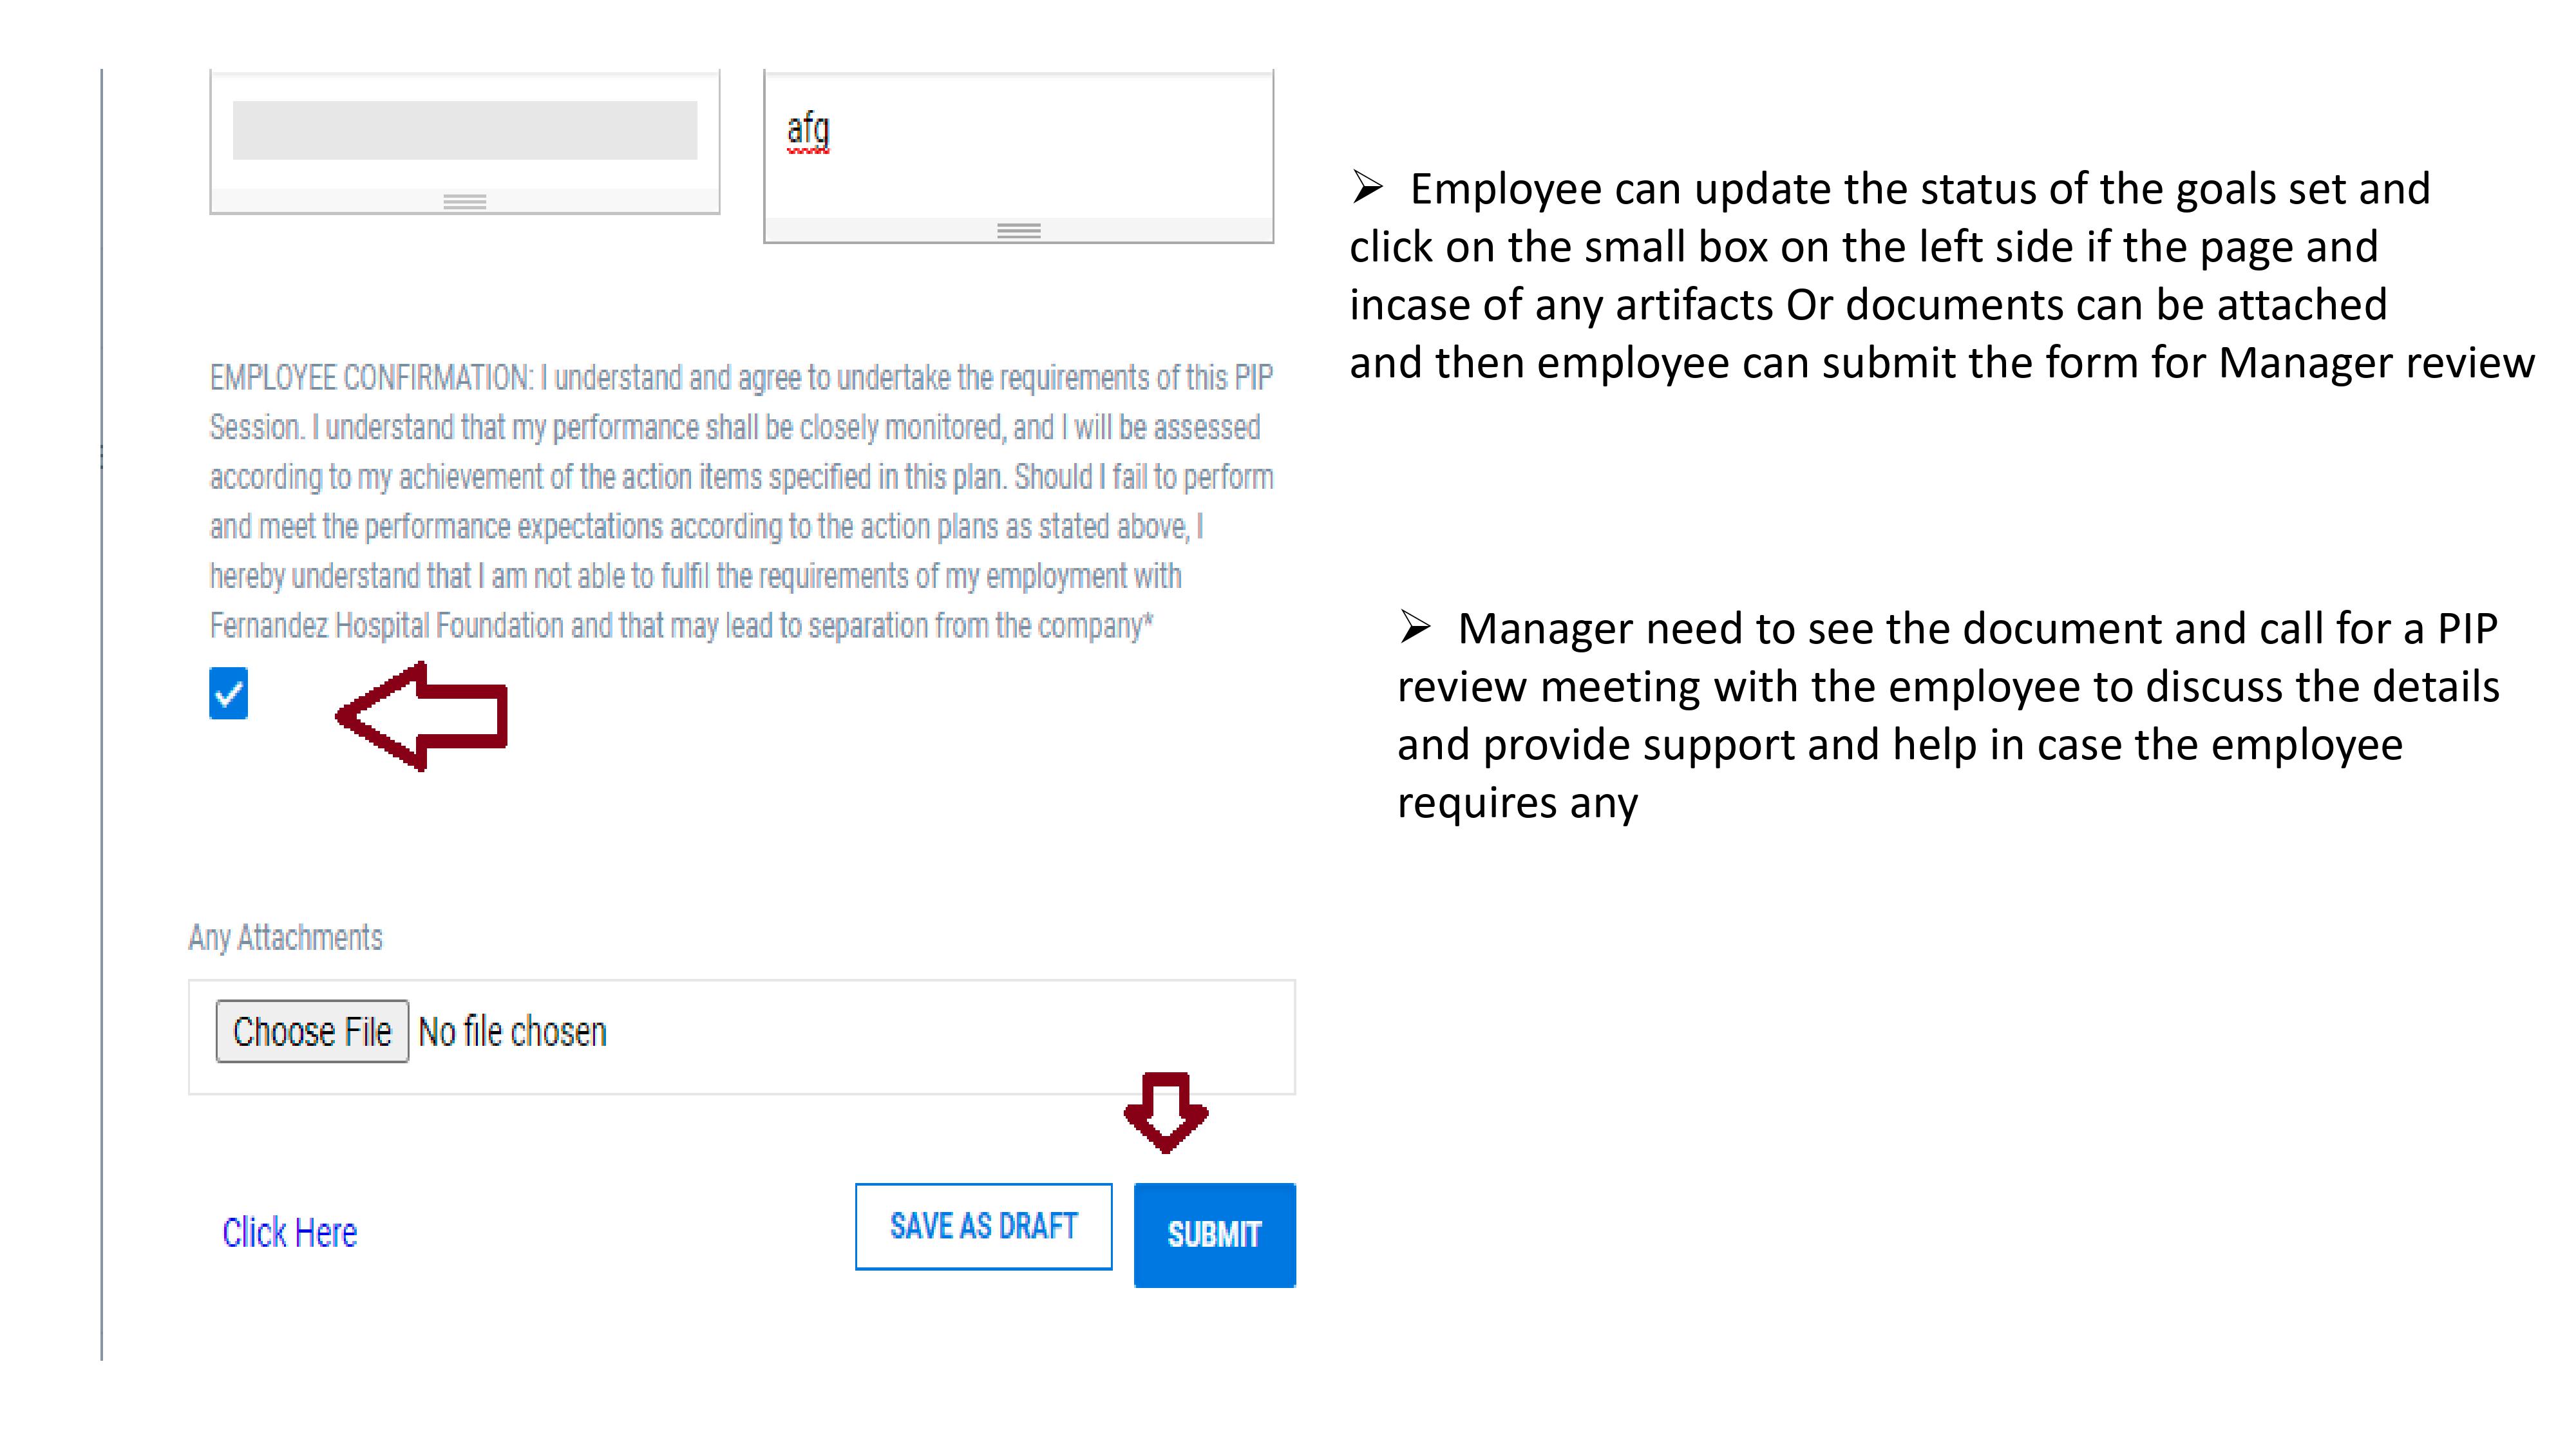 afg
EMPLOYEE CONFIRMATION: I understand and agree to undertake the requirements of this PIP
Session. I understand that my performance shall be closely monitored, and I will be assessed
according to my achievement of the action items specified in this plan. Should I fail to perform
and meet the performance expectations according to the action plans as stated above, I
hereby understand that I am not able to fulfil the requirements of my employment with
Fernandez Hospital Foundation and that may lead to separation from the company*
Any Attachments
Choose File No file chosen
Click Here
SAVE AS DRAFT
SUBMIT
➢ Employee can update the status of the goals set and
click on the small box on the left side if the page and
incase of any artifacts Or documents can be attached
and then employee can submit the form for Manager review
➢ Manager need to see the document and call for a PIP
review meeting with the employee to discuss the details
and provide support and help in case the employee
requires any